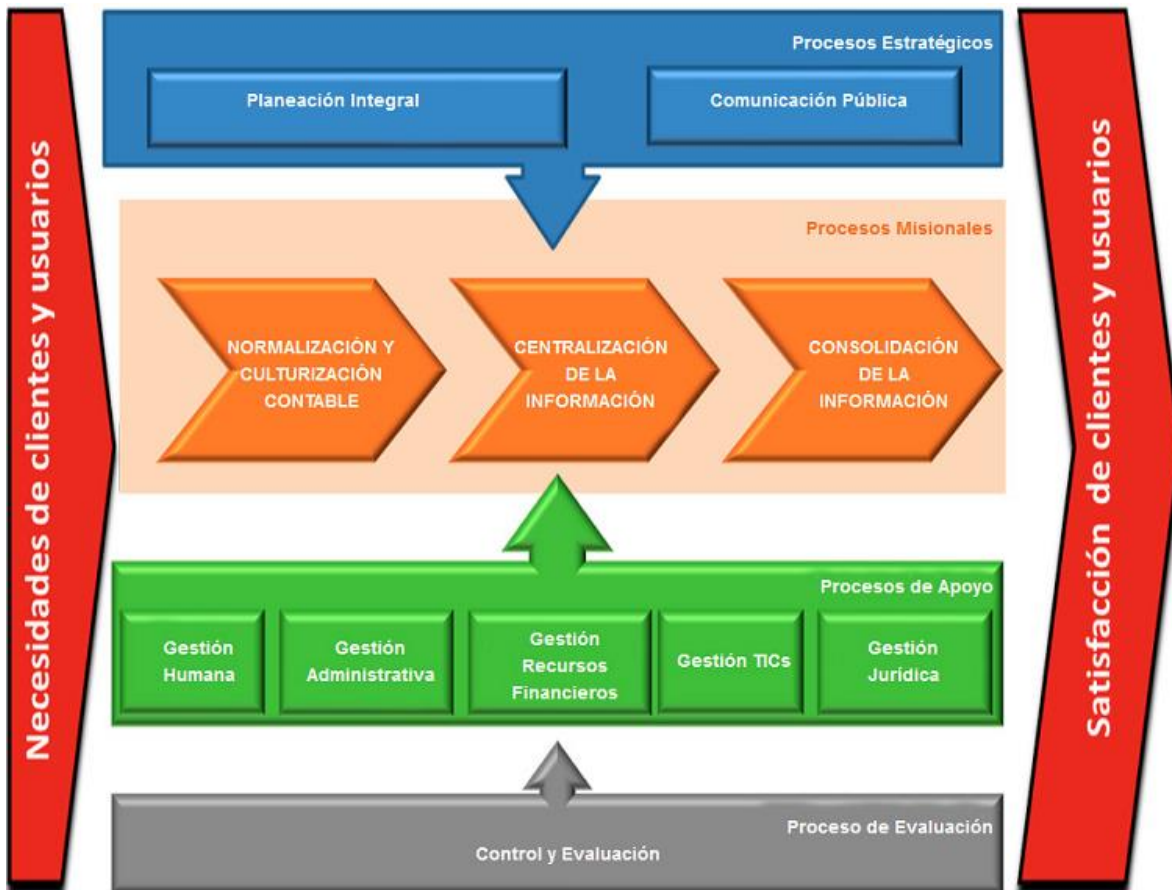 Necesidades de clientes y usuarios
Procesos Estratégicos
Planeación Integral
Comunicación Pública
Procesos Misionales
NORMALIZACIÓN Y
CULTURIZACIÓN
CONTABLE
CENTRALIZACIÓN
DE LA
INFORMACIÓN
CONSOLIDACIÓN
DE LA
INFORMACIÓN
Procesos de Apoyo
Gestión
Humana
Gestión
Administrativa
Gestión
Recursos
Financieros
Gestión TICs
Gestión
Jurídica
Proceso de Evaluación
Control y Evaluación
Satisfacción de clientes y usuarios